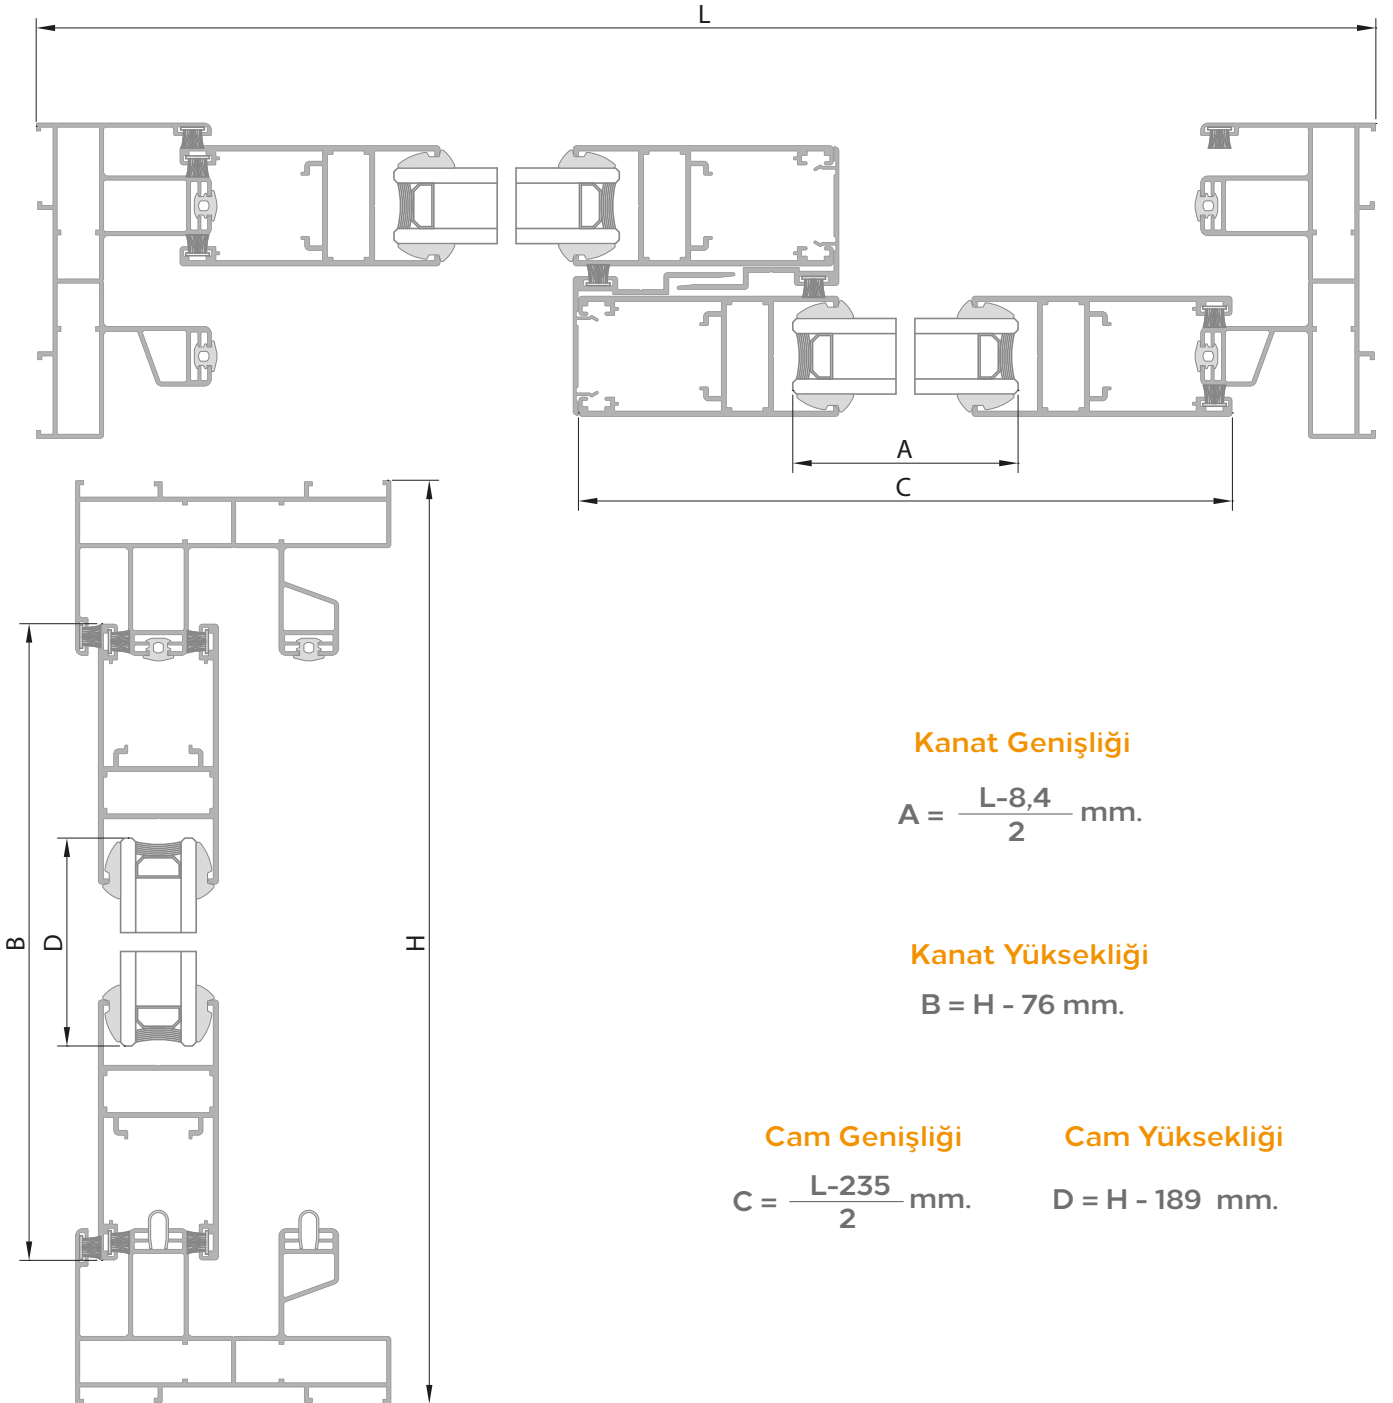 L
A
C
B
D
H
Kanat Genişliği
A = L-8,4 / 2 mm.
Kanat Yüksekliği
B = H - 76 mm.
Cam Genişliği
C = L-235 / 2 mm.
Cam Yüksekliği
D = H - 189 mm.